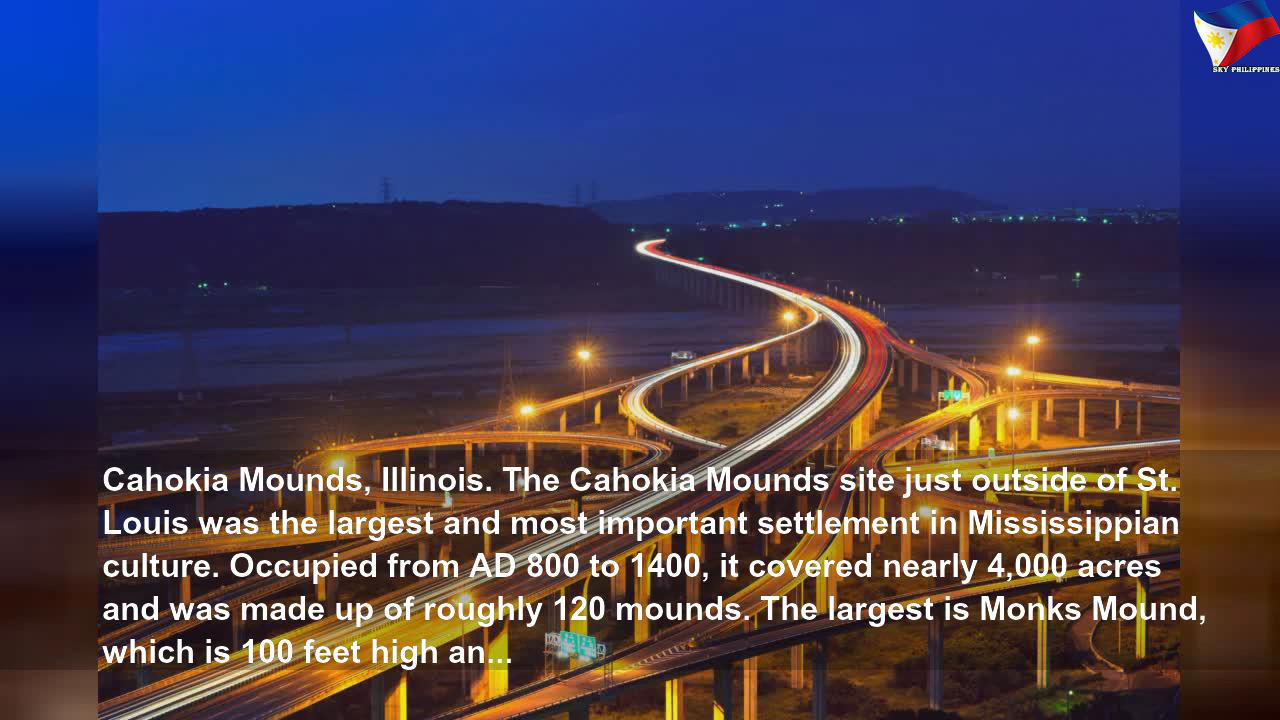 SKY PHILIPPINES
Cahokia Mounds, Illinois. The Cahokia Mounds site just outside of St.
Louis was the largest and most important settlement in Mississippian
culture. Occupied from AD 800 to 1400, it covered nearly 4,000 acres
and was made up of roughly 120 mounds. The largest is Monks Mound,
which is 100 feet high an...